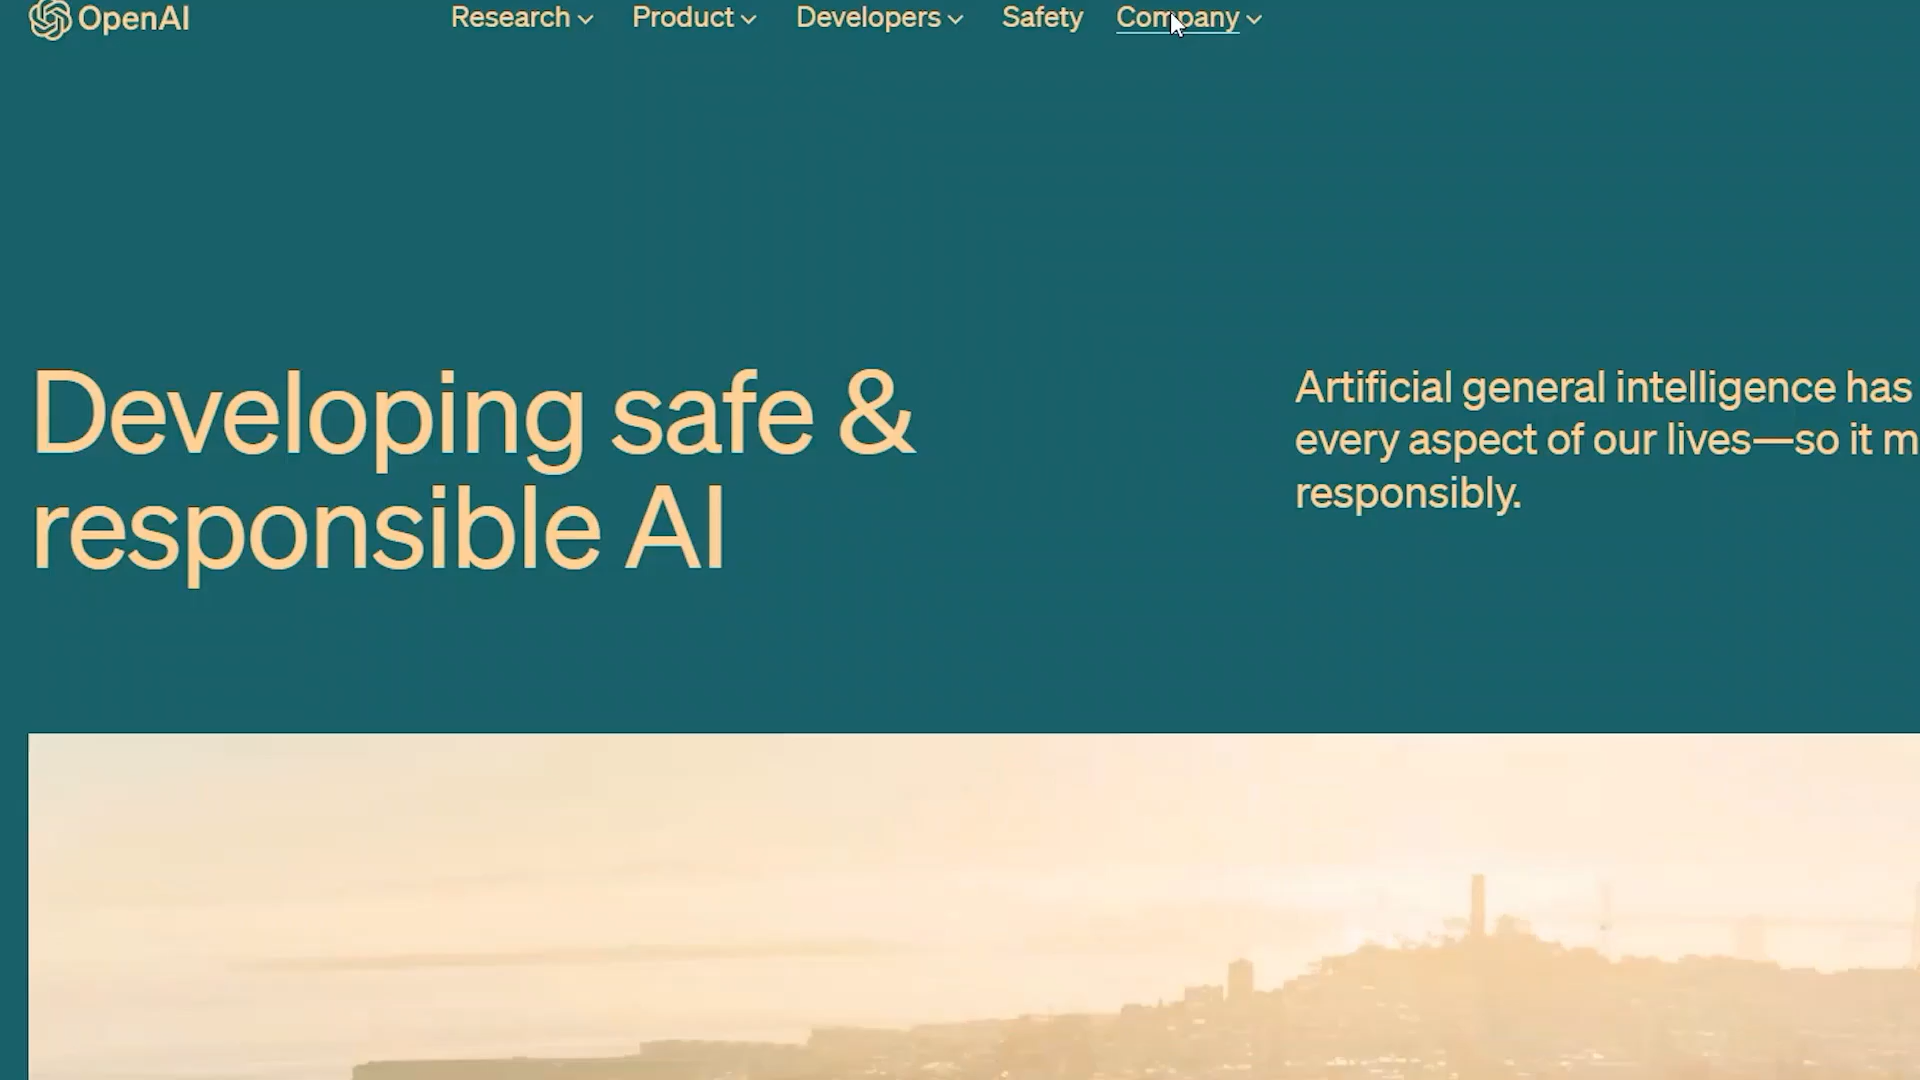 OpenAI
Research
Product
Developers
Safety
Company
Developing safe &
responsible AI
Artificial general intelligence has
every aspect of our lives—so it m
responsibly.